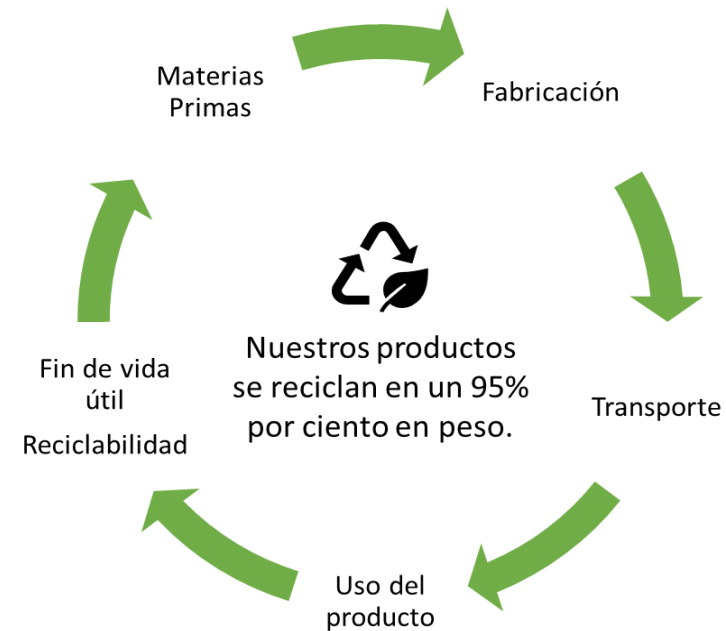 Materias
Primas
Fabricación
Transporte
Uso del
producto
Fin de vida
útil
Reciclabilidad
Nuestros productos
se reciclan en un 95%
por ciento en peso.